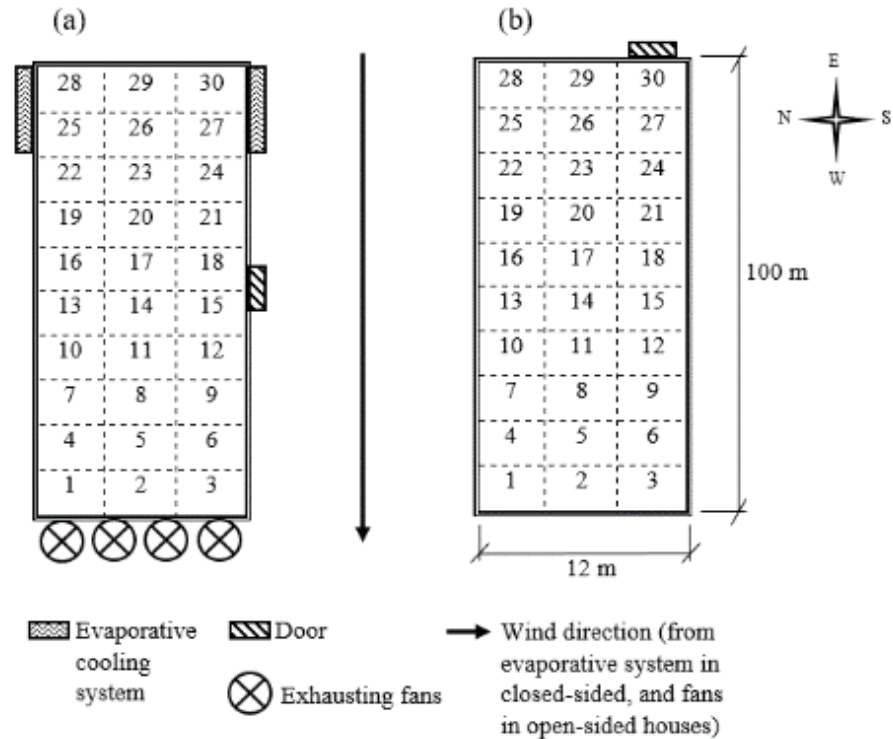 (a)
28 29 30
25 26 27
22 23 24
19 20 21
16 17 18
13 14 15
10 11 12
7 8 9
4 5 6
1 2 3
(b)
28 29 30
25 26 27
22 23 24
19 20 21
16 17 18
13 14 15
10 11 12
7 8 9
4 5 6
1 2 3
E
N S
W
100 m
12 m
Evaporative
cooling
system
Door
Exhausting fans
Wind direction (from
evaporative system in
closed-sided, and fans
in open-sided houses)